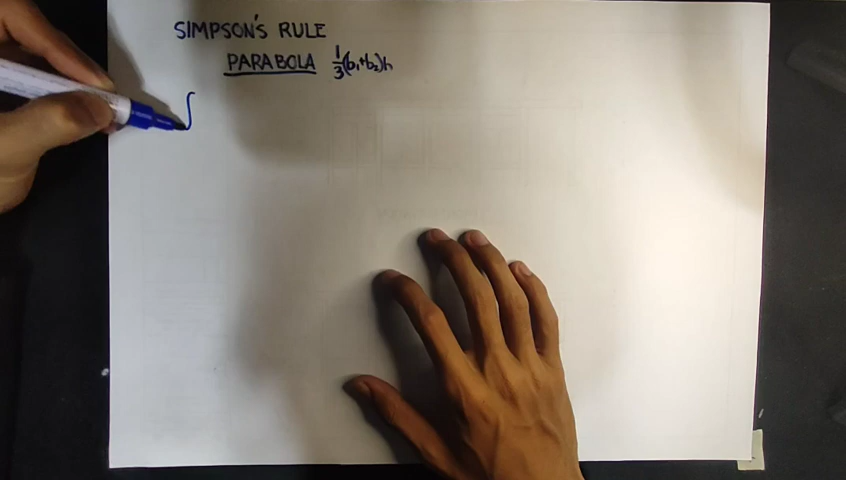 SIMPSON'S RULE
PARABOLA 1/3(b₁+b₂)h
∫